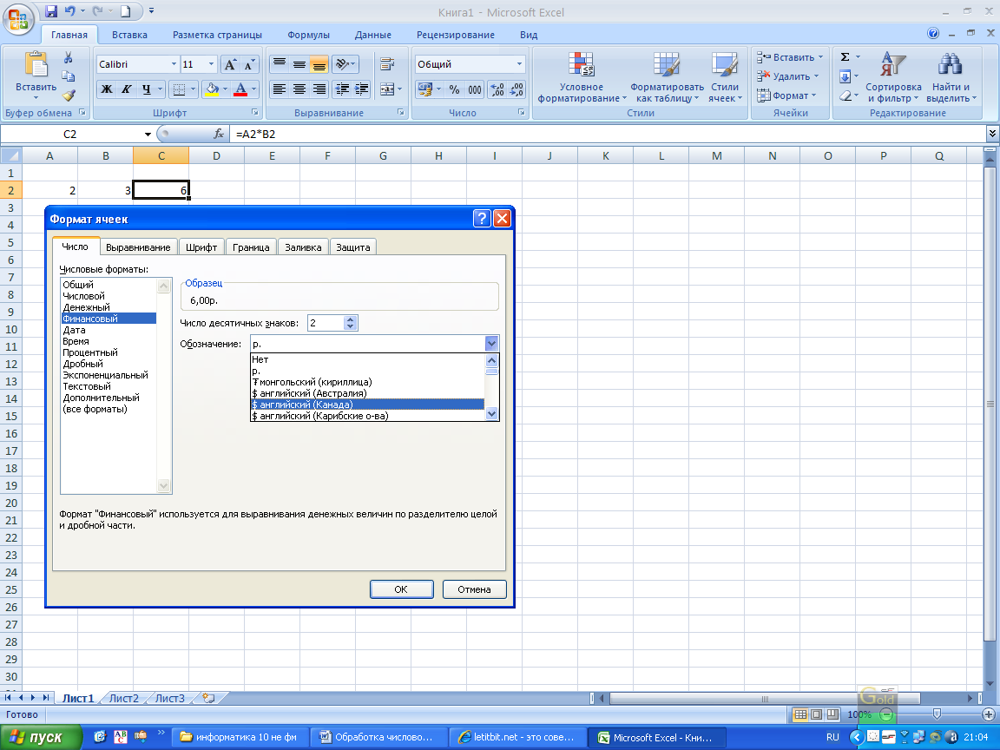 Книга1 - Microsoft Excel
Главная Вставка Разметка страницы Формулы Данные Рецензирование Вид
Calibri 11 Общий
Вставить Ж К Ч % 000 Условное форматирование Форматировать как таблицу Стили ячеек Вставить Удалить Формат Σ Сортировка и фильтр Найти и выделить
Буфер обмена Шрифт Выравнивание Число Стили Ячейки Редактирование
C2 fx =A2*B2
A B C D E F G H I J K L M N O P Q
1
2 2 3 6
3
4
5
6
7
8
9
10
11
12
13
14
15
16
17
18
19
20
21
22
23
24
25
26
27
28
29
30
Формат ячеек
Число Выравнивание Шрифт Граница Заливка Защита
Числовые форматы:
Общий
Числовой
Денежный
Финансовый
Дата
Время
Процентный
Дробный
Экспоненциальный
Текстовый
Дополнительный
(все форматы)
Образец
6,00р.
Число десятичных знаков: 2
Обозначение: р.
Нет
р.
₮ монгольский (кириллица)
$ английский (Австралия)
$ английский (Канада)
$ английский (Карибские о-ва)
Формат "Финансовый" используется для выравнивания денежных величин по разделителю целой
и дробной части.
ОК Отмена
Лист1 Лист2 Лист3
Готово 100%
Gold
пуск информатика 10 не фм Обработка числово... letitbit.net - это сове... Microsoft Excel - Кни... RU 21:04